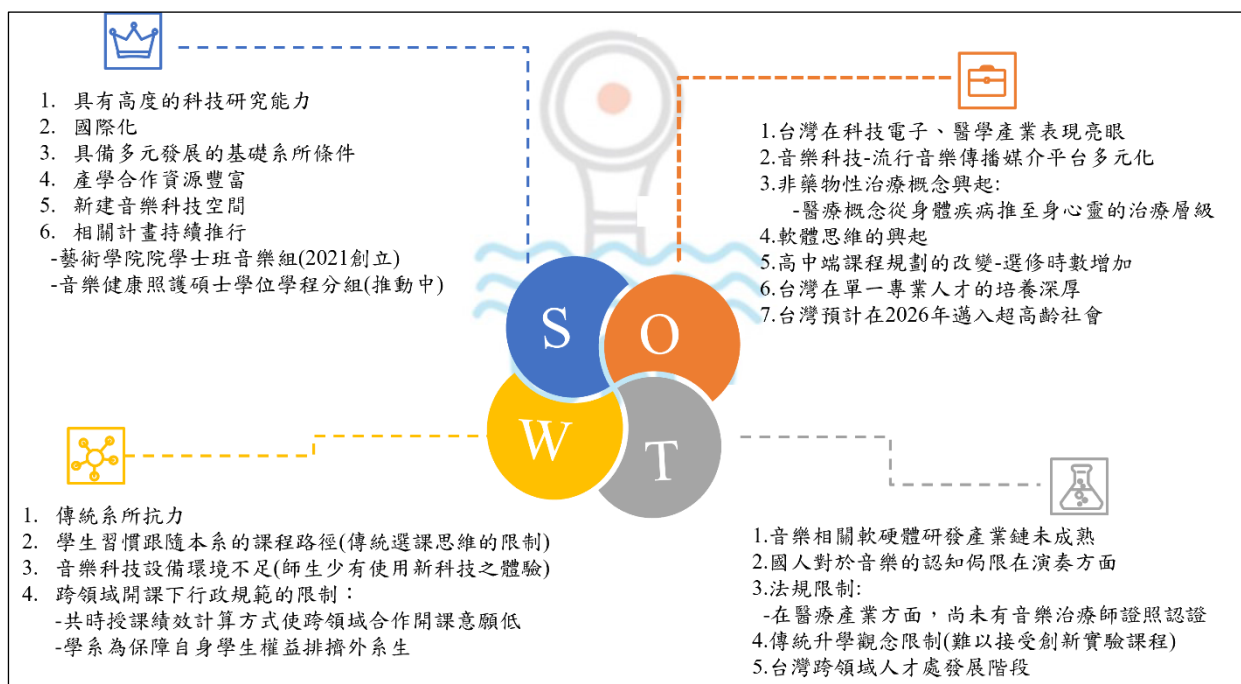 1. 具有高度的科技研究能力
2. 國際化
3. 具備多元發展的基礎系所條件
4. 產學合作資源豐富
5. 新建音樂科技空間
6. 相關計畫持續推行
-藝術學院院學士班音樂組(2021創立)
-音樂健康照護碩士學位學程分組(推動中)
1.台灣在科技電子、醫學產業表現亮眼
2.音樂科技-流行音樂傳播媒介平台多元化
3.非藥物性治療概念興起:
-醫療概念從身體疾病推至身心靈的治療層級
4.軟體思維的興起
5.高中端課程規劃的改變-選修時數增加
6.台灣在單一專業人才的培養深厚
7.台灣預計在2026年邁入超高齡社會
S
O
W
T
1. 傳統系所抗力
2. 學生習慣跟隨本系的課程路徑(傳統選課思維的限制)
3. 音樂科技設備環境不足(師生少有使用新科技之體驗)
4. 跨領域開課下行政規範的限制：
-共時授課績效計算方式使跨領域合作開課意願低
-學系為保障自身學生權益排擠外系生
1.音樂相關軟硬體研發產業鏈未成熟
2.國人對於音樂的認知侷限在演奏方面
3.法規限制:
-在醫療產業方面，尚未有音樂治療師證照認證
4.傳統升學觀念限制(難以接受創新實驗課程)
5.台灣跨領域人才處發展階段